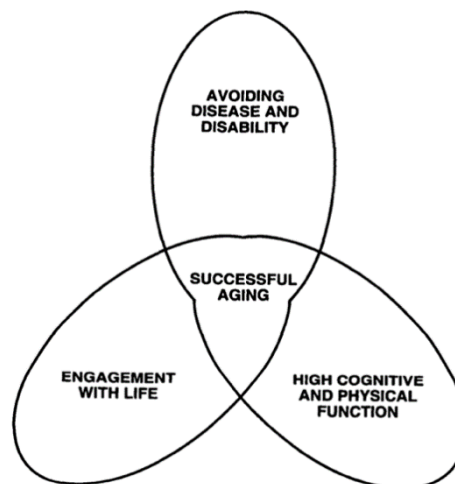 AVOIDING
DISEASE AND
DISABILITY
SUCCESSFUL
AGING
ENGAGEMENT
WITH LIFE
HIGH COGNITIVE
AND PHYSICAL
FUNCTION